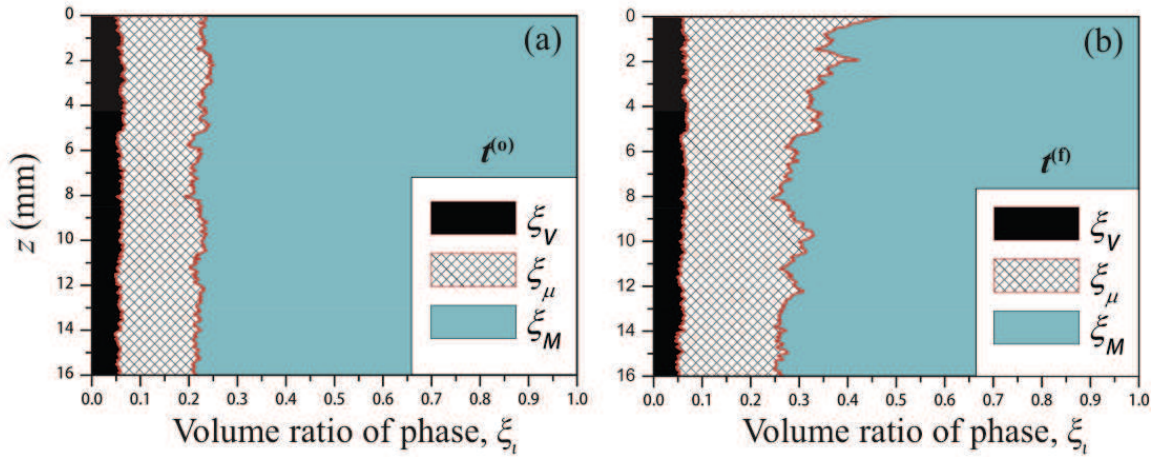 (a)
0
2
4
6
8
10
12
14
16
z (mm)
t(o)
ξV
ξμ
ξM
0.0 0.1 0.2 0.3 0.4 0.5 0.6 0.7 0.8 0.9 1.0
Volume ratio of phase, ξι
(b)
0
2
4
6
8
10
12
14
16
t(f)
ξV
ξμ
ξM
0.0 0.1 0.2 0.3 0.4 0.5 0.6 0.7 0.8 0.9 1.0
Volume ratio of phase, ξι